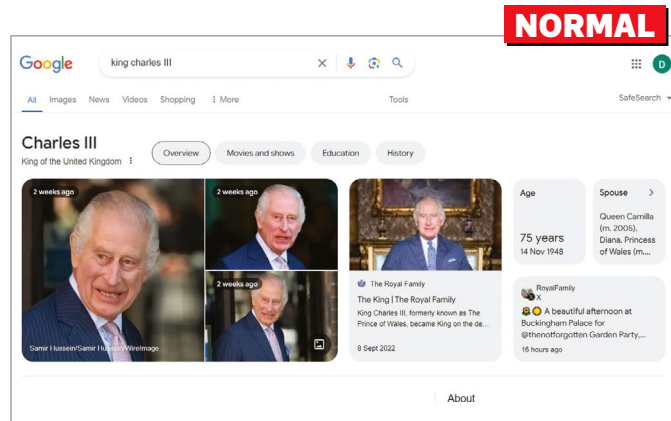 NORMAL
Google
king charles III
D
All Images News Videos Shopping More
Tools
SafeSearch
Charles III
King of the United Kingdom
Overview
Movies and shows
Education
History
2 weeks ago
2 weeks ago
2 weeks ago
Samir Hussein/Samir Hussein/WireImage
The Royal Family
The King | The Royal Family
King Charles III, formerly known as The
Prince of Wales, became King on the de...
8 Sept 2022
Age
75 years
14 Nov 1948
Spouse
Queen Camilla
(m. 2005),
Diana, Princess
of Wales (m....
RoyalFamily
X
A beautiful afternoon at
Buckingham Palace for
@thenotforgotten Garden Party,...
16 hours ago
About